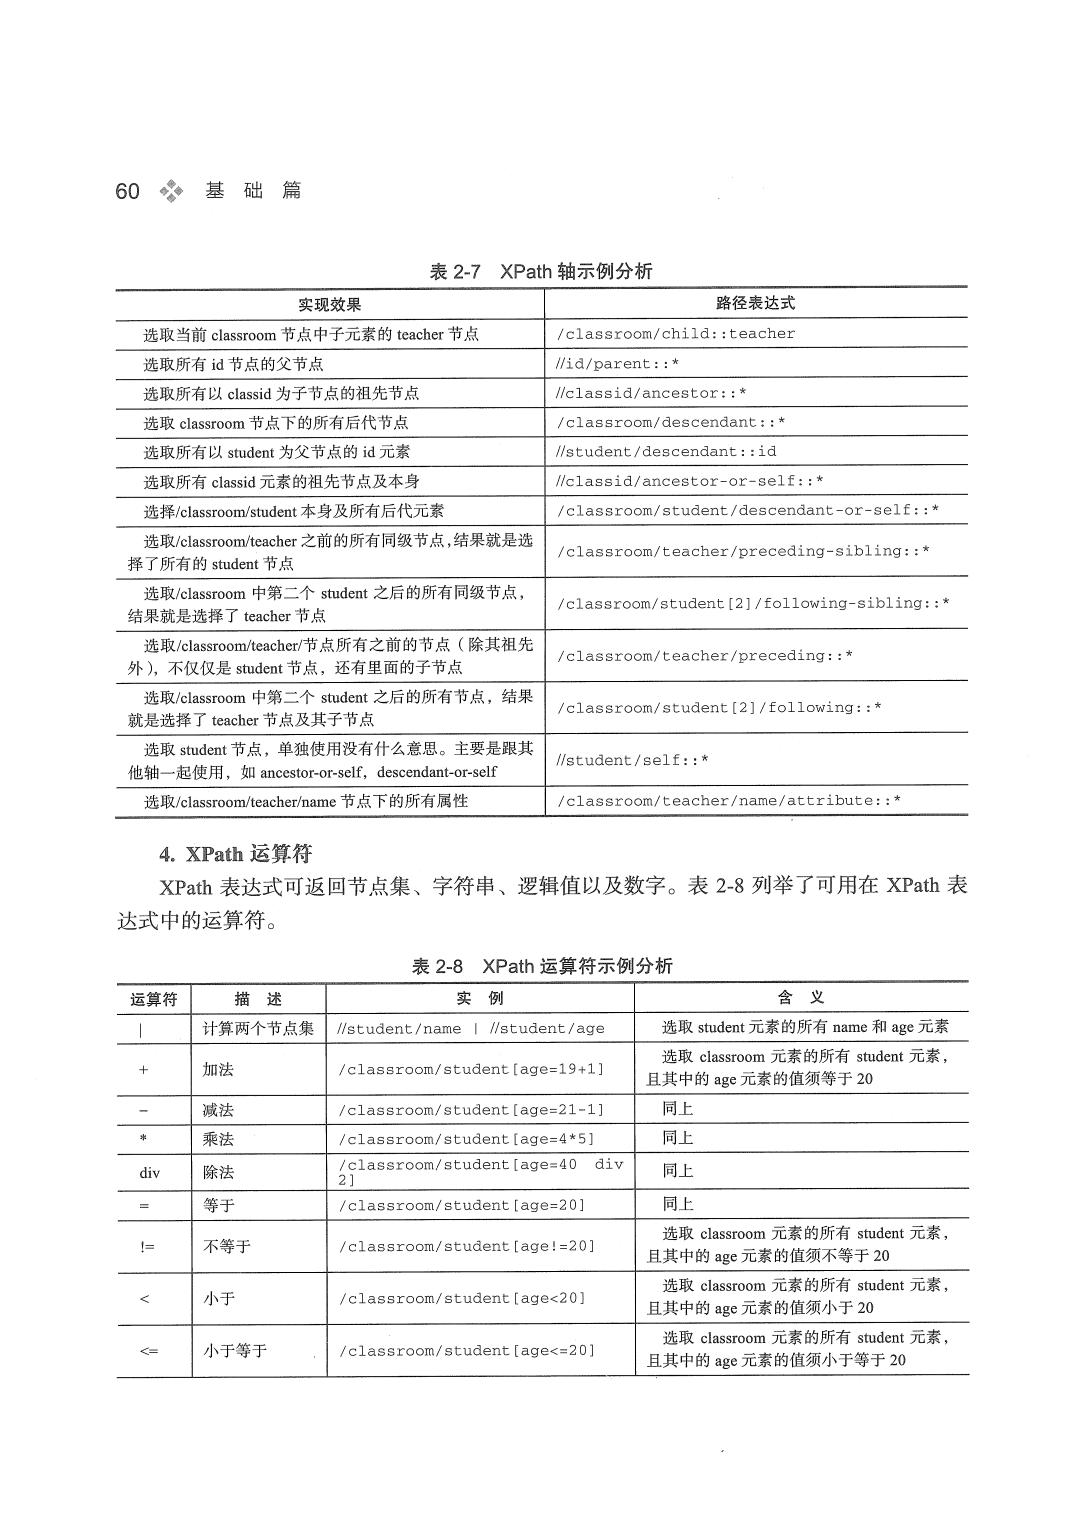 60 基 础 篇
表 2-7 XPath 轴示例分析
实现效果 路径表达式
选取当前 classroom 节点中子元素的 teacher 节点 /classroom/child::teacher
选取所有 id 节点的父节点 //id/parent::*
选取所有以 classid 为子节点的祖先节点 //classid/ancestor::*
选取 classroom 节点下的所有后代节点 /classroom/descendant::*
选取所有以 student 为父节点的 id 元素 //student/descendant::id
选取所有 classid 元素的祖先节点及本身 //classid/ancestor-or-self::*
选择/classroom/student 本身及所有后代元素 /classroom/student/descendant-or-self::*
选取/classroom/teacher 之前的所有同级节点,结果就是选
择了所有的 student 节点 /classroom/teacher/preceding-sibling::*
选取/classroom 中第二个 student 之后的所有同级节点，
结果就是选择了 teacher 节点 /classroom/student[2]/following-sibling::*
选取/classroom/teacher/节点所有之前的节点（除其祖先
外），不仅仅是 student 节点，还有里面的子节点 /classroom/teacher/preceding::*
选取/classroom 中第二个 student 之后的所有节点，结果
就是选择了 teacher 节点及其子节点 /classroom/student[2]/following::*
选取 student 节点，单独使用没有什么意思。主要是跟其
他轴一起使用，如 ancestor-or-self，descendant-or-self //student/self::*
选取/classroom/teacher/name 节点下的所有属性 /classroom/teacher/name/attribute::*
4. XPath 运算符
XPath 表达式可返回节点集、字符串、逻辑值以及数字。表 2-8 列举了可用在 XPath 表
达式中的运算符。
表 2-8 XPath 运算符示例分析
运算符 描 述 实 例 含 义
| 计算两个节点集 //student/name | //student/age 选取 student 元素的所有 name 和 age 元素
+ 加法 /classroom/student[age=19+1] 选取 classroom 元素的所有 student 元素，
且其中的 age 元素的值须等于 20
– 减法 /classroom/student[age=21-1] 同上
* 乘法 /classroom/student[age=4*5] 同上
div 除法 /classroom/student[age=40 div
2] 同上
= 等于 /classroom/student[age=20] 同上
!= 不等于 /classroom/student[age!=20] 选取 classroom 元素的所有 student 元素，
且其中的 age 元素的值须不等于 20
< 小于 /classroom/student[age<20] 选取 classroom 元素的所有 student 元素，
且其中的 age 元素的值须小于 20
<= 小于等于 /classroom/student[age<=20] 选取 classroom 元素的所有 student 元素，
且其中的 age 元素的值须小于等于 20